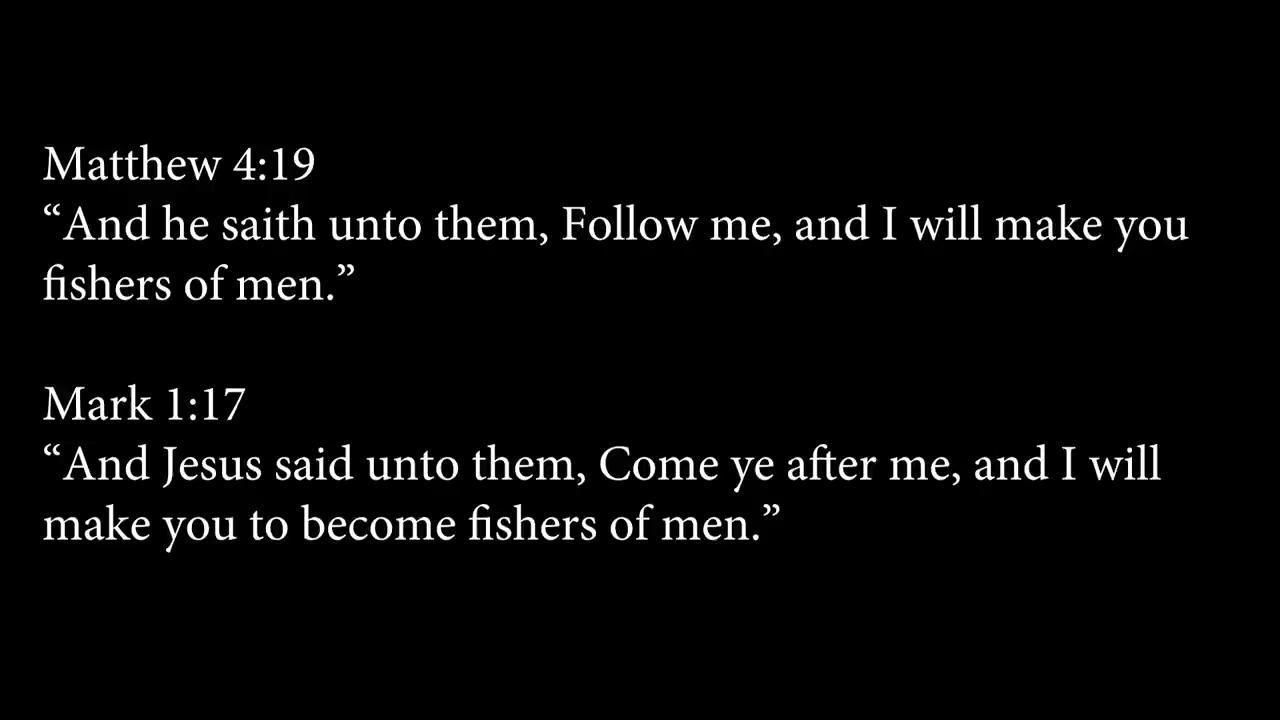 Matthew 4:19
“And he saith unto them, Follow me, and I will make you
fishers of men.”
Mark 1:17
“And Jesus said unto them, Come ye after me, and I will
make you to become fishers of men.”